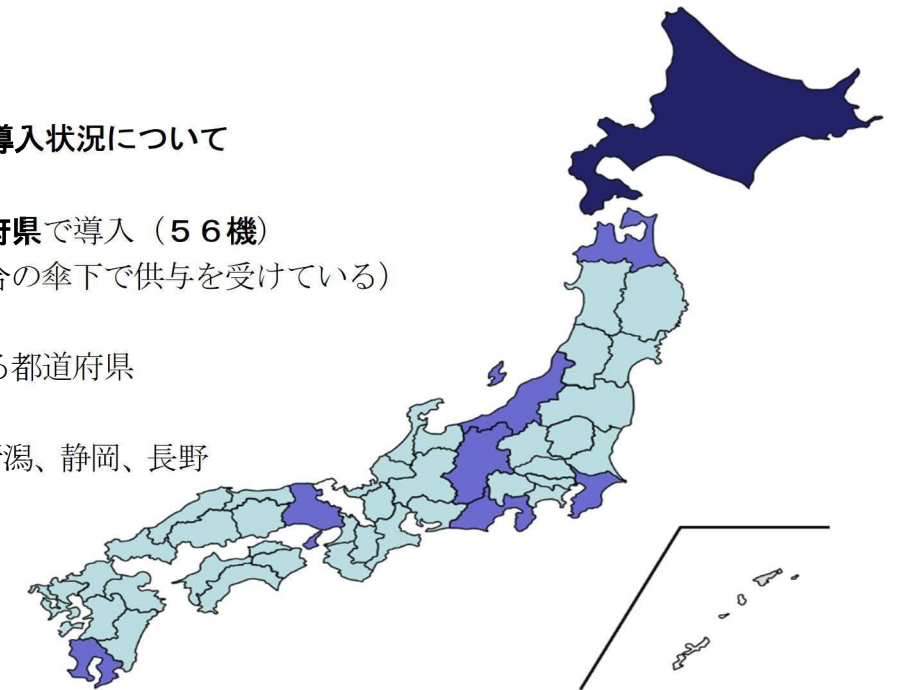 導入状況について
府県で導入（５６機）
合の傘下で供与を受けている）
る都道府県
潟、静岡、長野